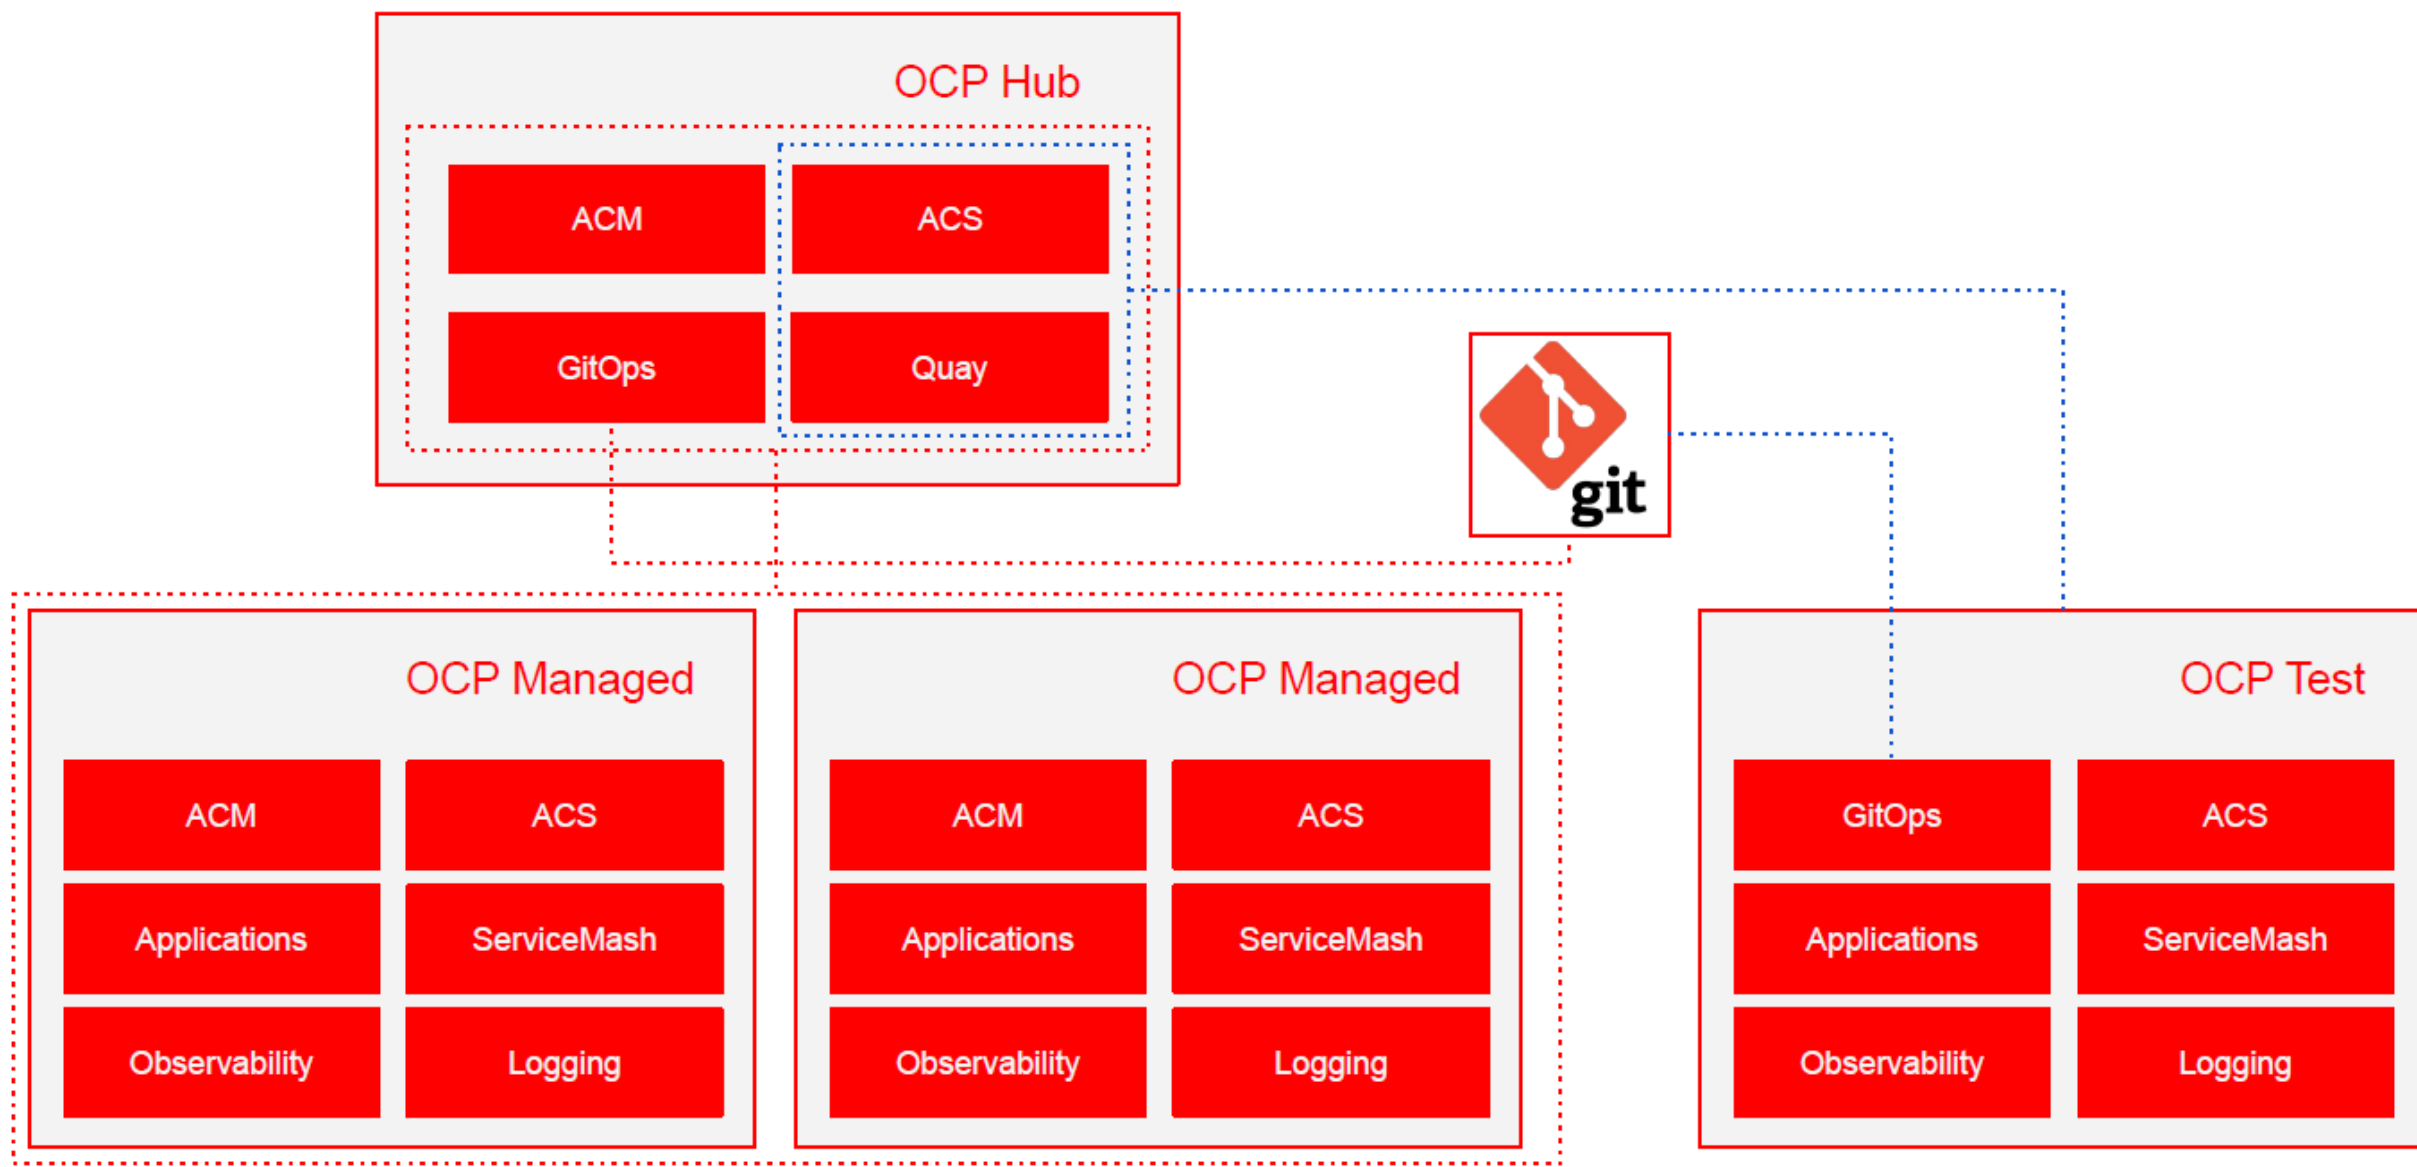 OCP Hub
ACM
ACS
GitOps
Quay
git
OCP Managed
ACM
ACS
Applications
ServiceMash
Observability
Logging
OCP Managed
ACM
ACS
Applications
ServiceMash
Observability
Logging
OCP Test
GitOps
ACS
Applications
ServiceMash
Observability
Logging